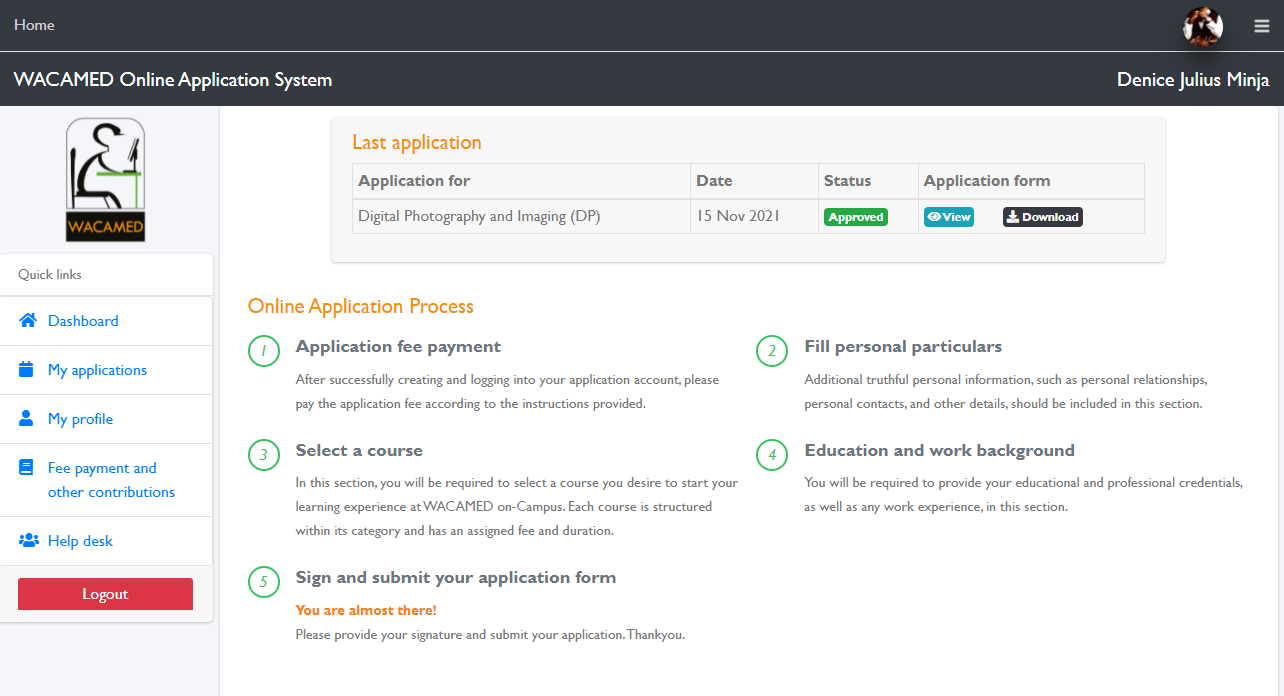 Home
WACAMED Online Application System
Denice Julius Minja
WACAMED
Quick links
Dashboard
My applications
My profile
Fee payment and
other contributions
Help desk
Logout
Last application
Application for Date Status Application form
Digital Photography and Imaging (DP) 15 Nov 2021 Approved View Download
Online Application Process
1 Application fee payment
After successfully creating and logging into your application account, please
pay the application fee according to the instructions provided.
2 Fill personal particulars
Additional truthful personal information, such as personal relationships,
personal contacts, and other details, should be included in this section.
3 Select a course
In this section, you will be required to select a course you desire to start your
learning experience at WACAMED on-Campus. Each course is structured
within its category and has an assigned fee and duration.
4 Education and work background
You will be required to provide your educational and professional credentials,
as well as any work experience, in this section.
5 Sign and submit your application form
You are almost there!
Please provide your signature and submit your application. Thankyou.